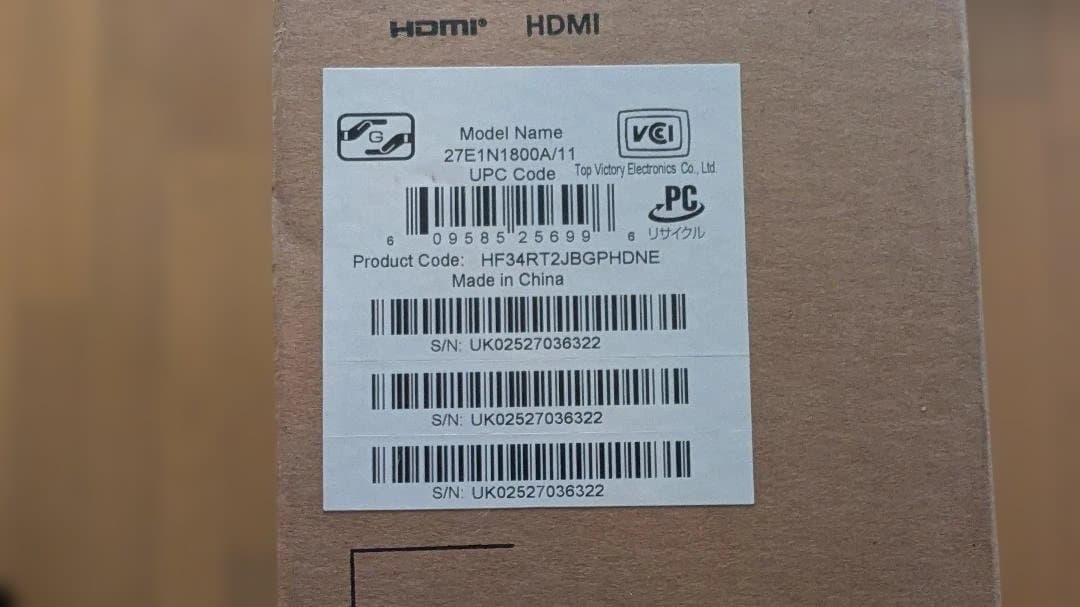 HDMI® HDMI
G
Model Name
VCCI
27E1N1800A/11
UPC Code
Top Victory Electronics Co., Ltd.
PC
6 09585 25699 6
リサイクル
Product Code: HF34RT2JBGPHDNE
Made in China
S/N: UK02527036322
S/N: UK02527036322
S/N: UK02527036322